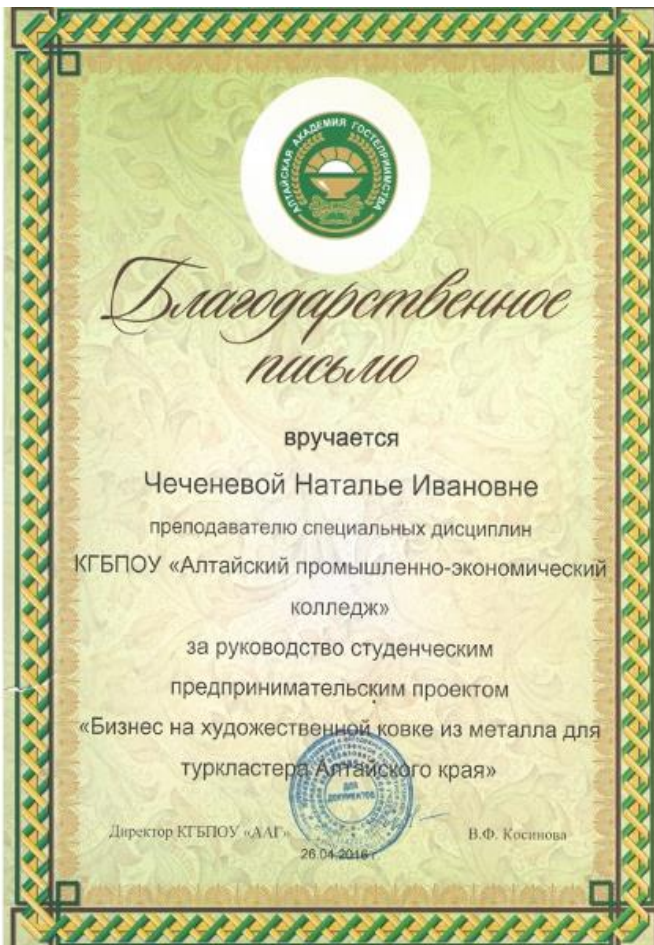 АЛТАЙСКАЯ АКАДЕМИЯ ГОСТЕПРИИМСТВА
Благодарственное
письмо
вручается
Чеченевой Наталье Ивановне
преподавателю специальных дисциплин
КГБПОУ «Алтайский промышленно-экономический
колледж»
за руководство студенческим
предпринимательским проектом
«Бизнес на художественной ковке из металла для
туркластера Алтайского края»
ДЛЯ
ДОКУМЕНТОВ
Директор КГБПОУ «ААГ»
В.Ф. Косинова
26.04.2016 г.